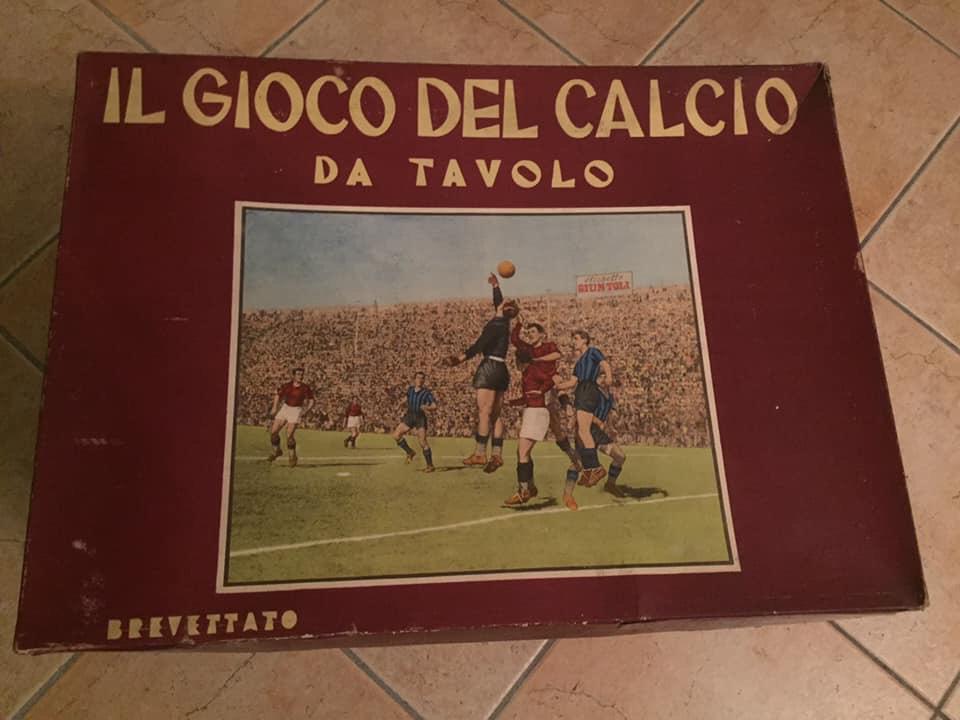 IL GIOCO DEL CALCIO
DA TAVOLO
GIUNTOLI
BREVETTATO